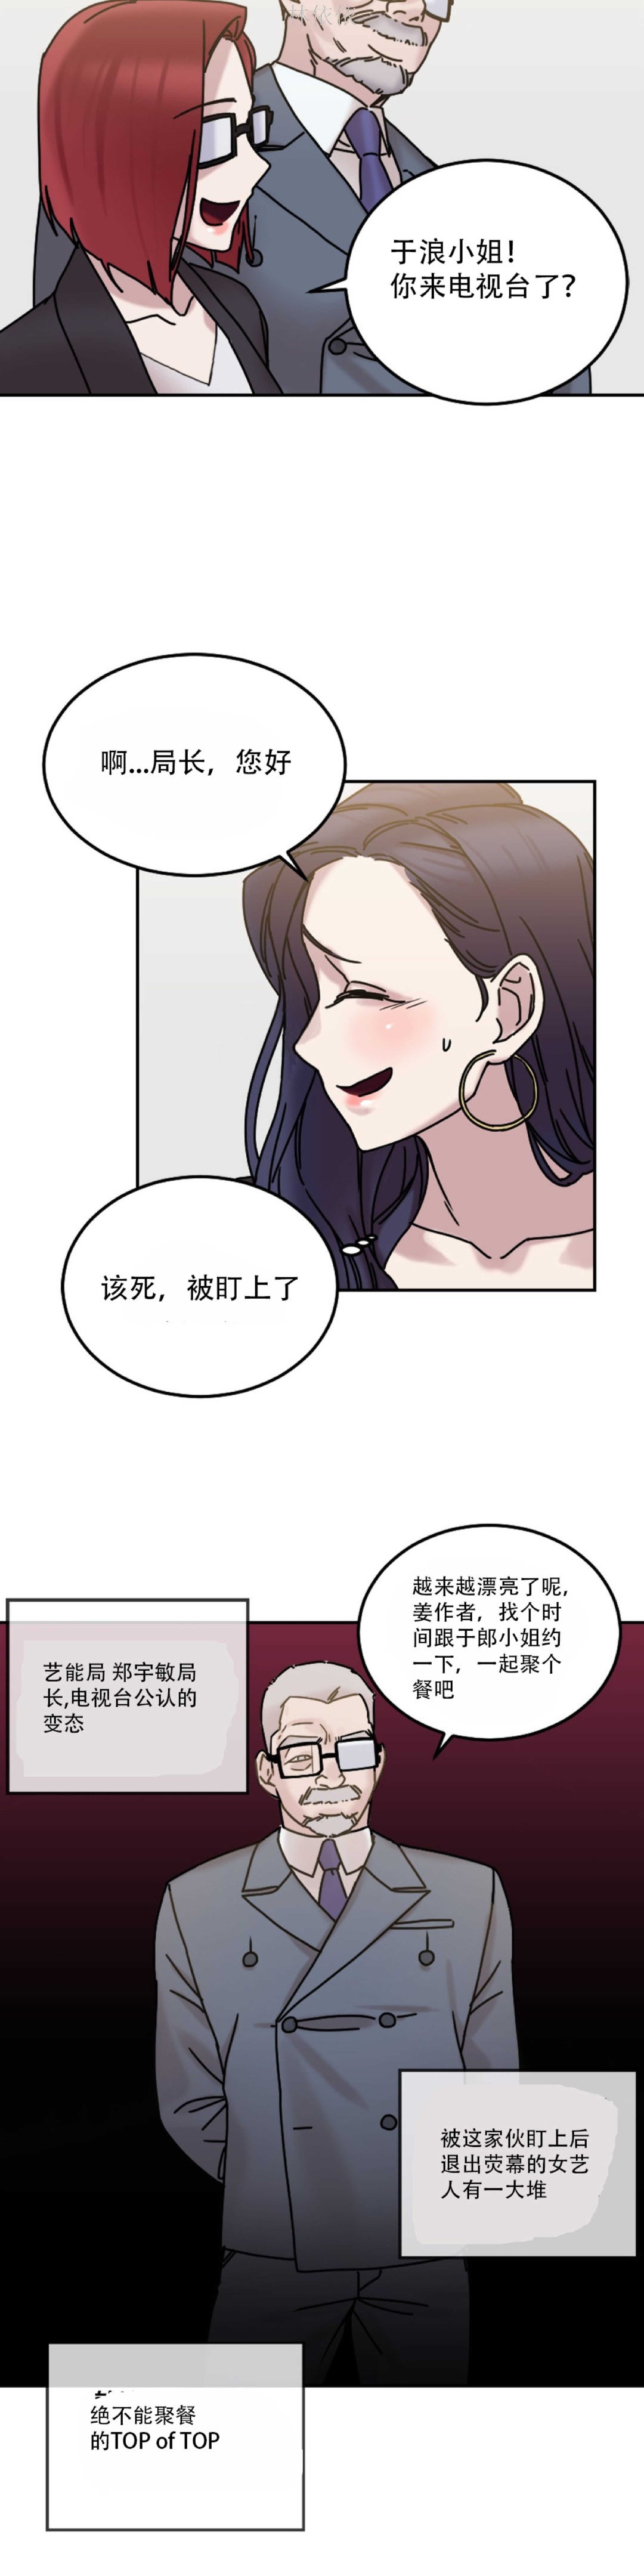 林依依
于浪小姐！
你来电视台了？
啊...局长，您好
该死，被盯上了
越来越漂亮了呢，
姜作者，找个时
间跟于郎小姐约
一下，一起聚个
餐吧
艺能局 郑宇敏局
长,电视台公认的
变态
被这家伙盯上后
退出荧幕的女艺
人有一大堆
绝不能聚餐
的TOP of TOP